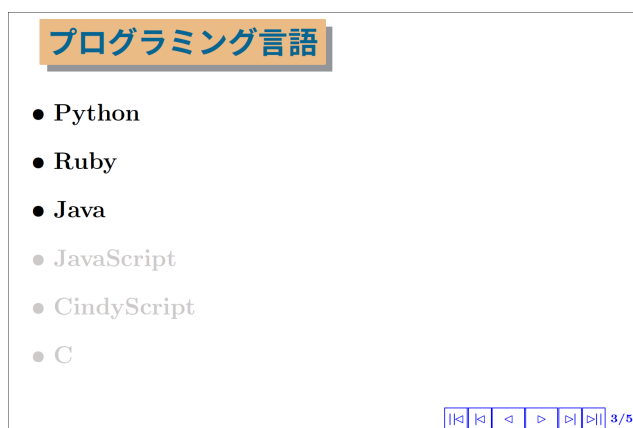 プログラミング言語
• Python
• Ruby
• Java
• JavaScript
• CindyScript
• C
3/5